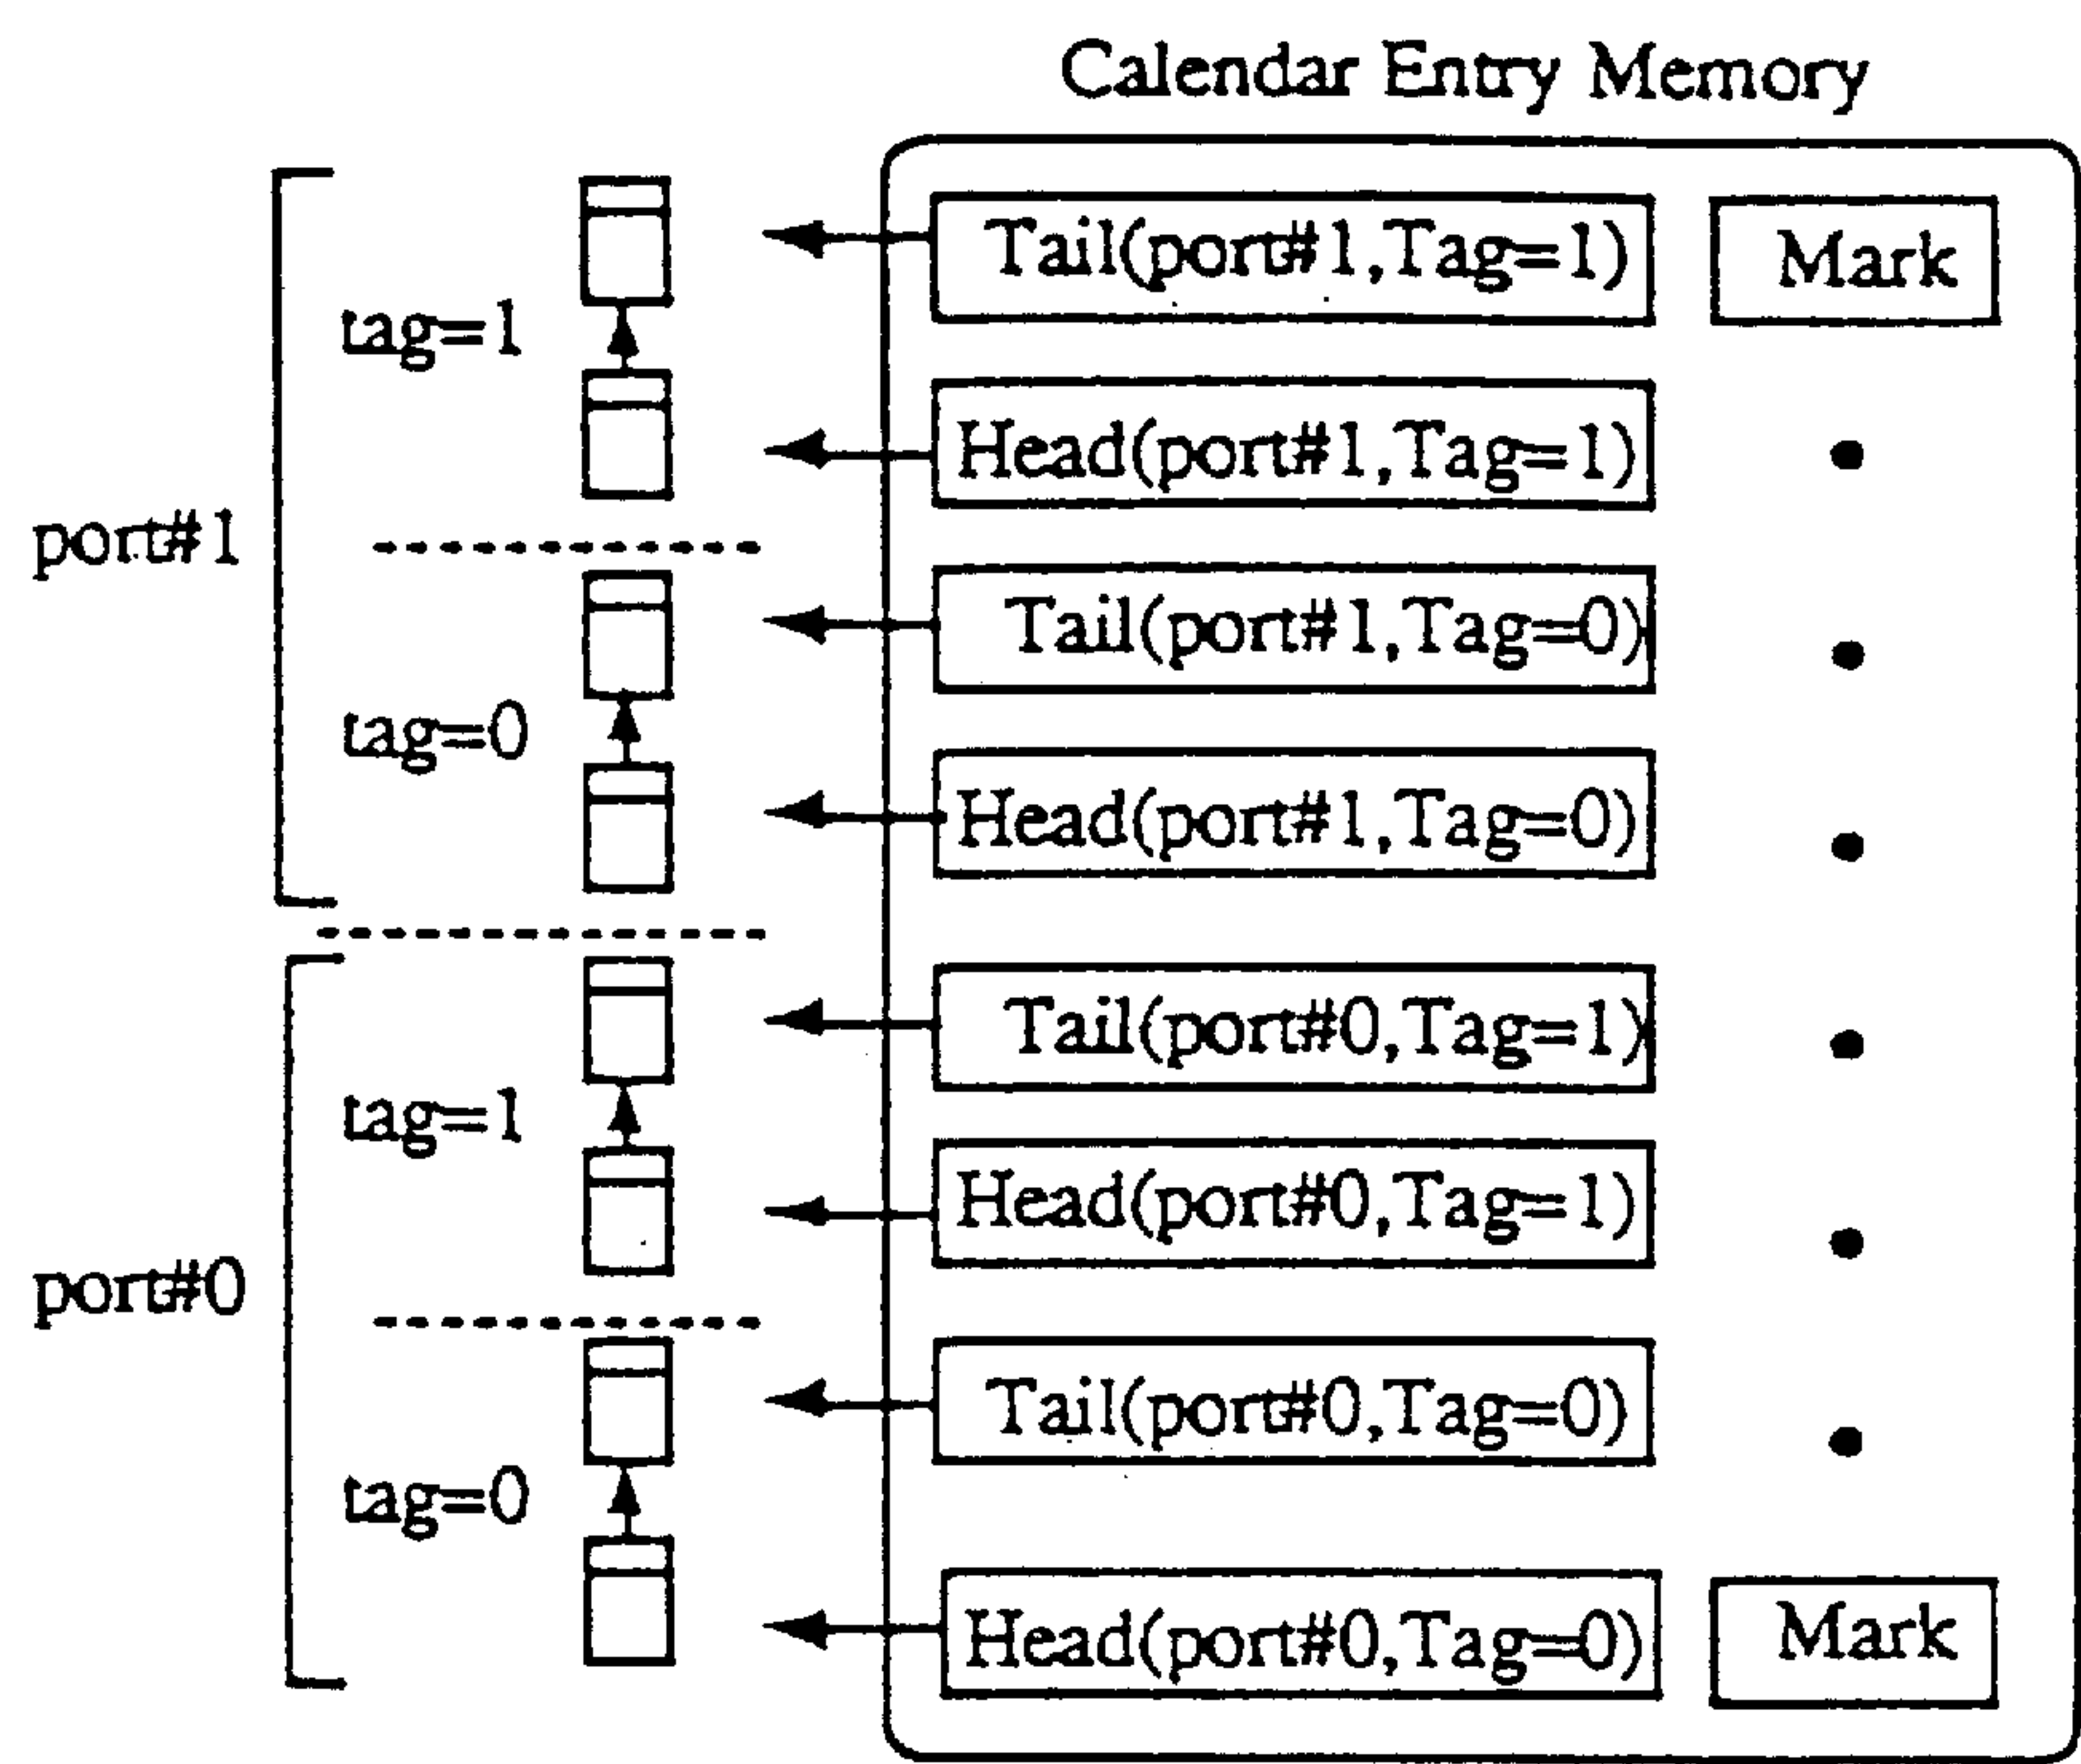 Calendar Entry Memory
Tail(port#1,Tag=1) Mark
tag=1
Head(port#1,Tag=1)
port#1
Tail(port#1,Tag=0)
tag=0
Head(port#1,Tag=0)
Tail(port#0,Tag=1)
tag=1
Head(port#0,Tag=1)
port#0
Tail(port#0,Tag=0)
tag=0
Head(port#0,Tag=0) Mark